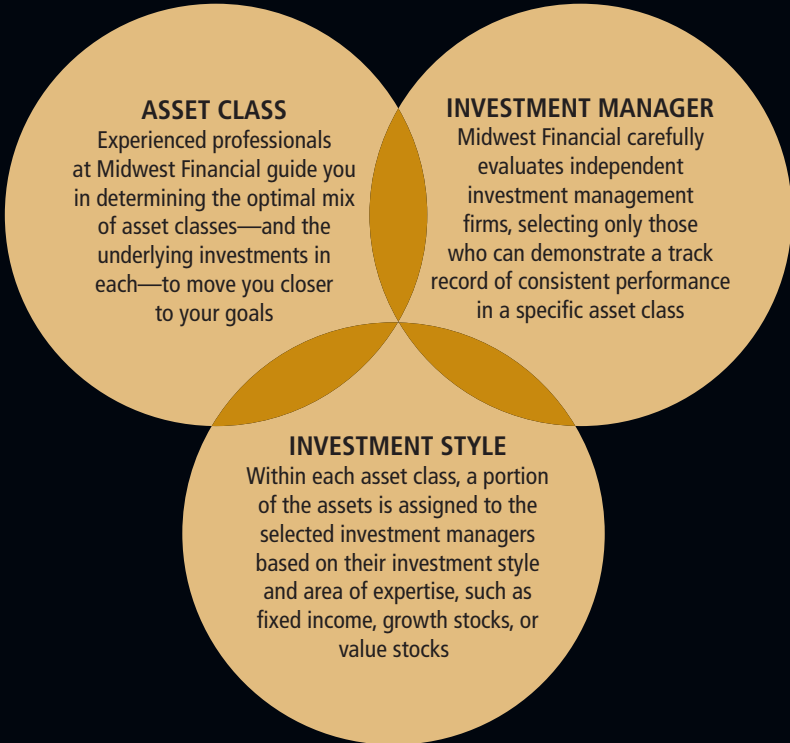 ASSET CLASS
Experienced professionals
at Midwest Financial guide you
in determining the optimal mix
of asset classes—and the
underlying investments in
each—to move you closer
to your goals
INVESTMENT MANAGER
Midwest Financial carefully
evaluates independent
investment management
firms, selecting only those
who can demonstrate a track
record of consistent performance
in a specific asset class
INVESTMENT STYLE
Within each asset class, a portion
of the assets is assigned to the
selected investment managers
based on their investment style
and area of expertise, such as
fixed income, growth stocks, or
value stocks